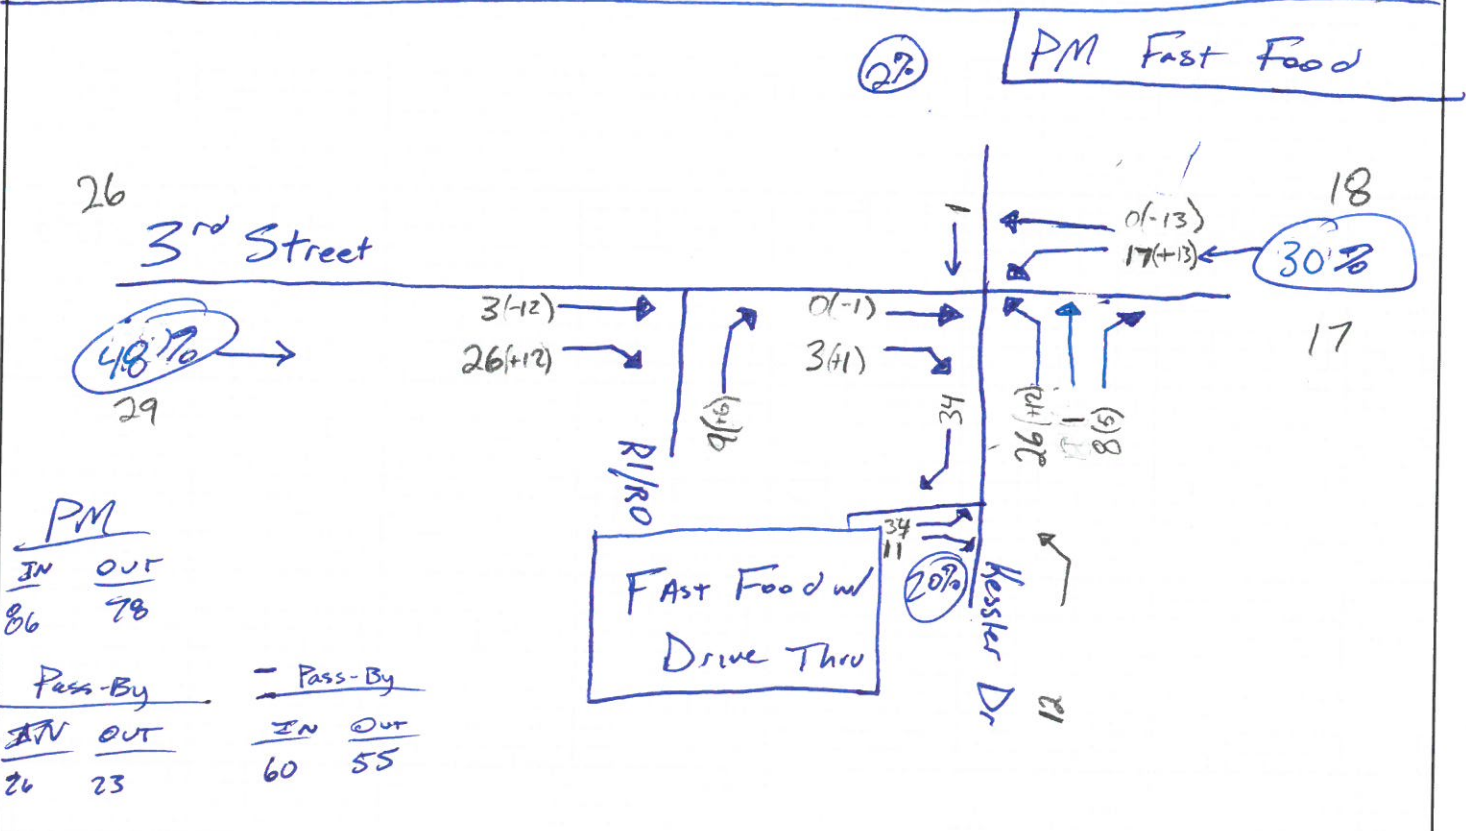 2%
PM Fast Food
26
3rd Street
18
1
0(-13)
17(+13)
30%
48%
29
3(-12)
26(+12)
9(+6)
0(-1)
3(+1)
34
26(+12)
1
8(5)
17
RI/RO
PM
IN OUT
86 78
Pass-By
IN OUT
26 23
- Pass-By
IN OUT
60 55
FAST Food w/
Drive Thru
34
11
20%
Kessler Dr
12